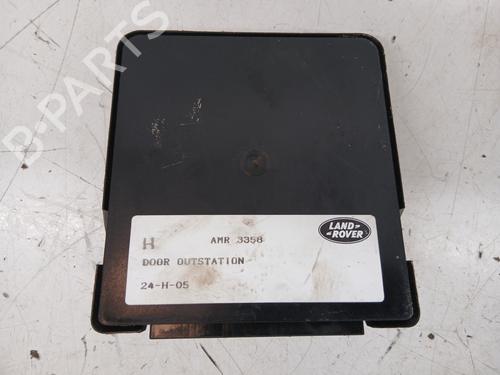 B-PARTS
H AMR 3358
LAND
ROVER
DOOR OUTSTATION
24-H-05